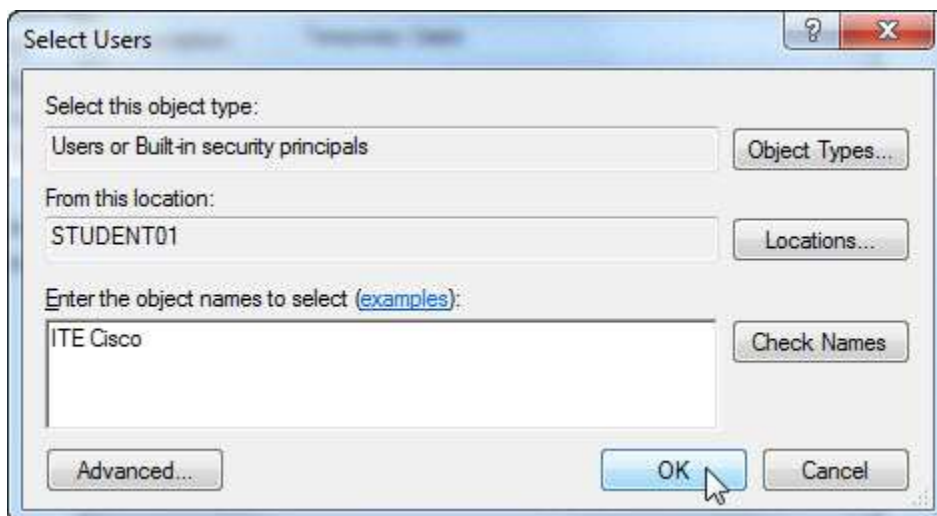 Select Users
Select this object type:
Users or Built-in security principals
Object Types...
From this location:
STUDENT01
Locations...
Enter the object names to select (examples):
ITE Cisco
Check Names
Advanced...
OK
Cancel